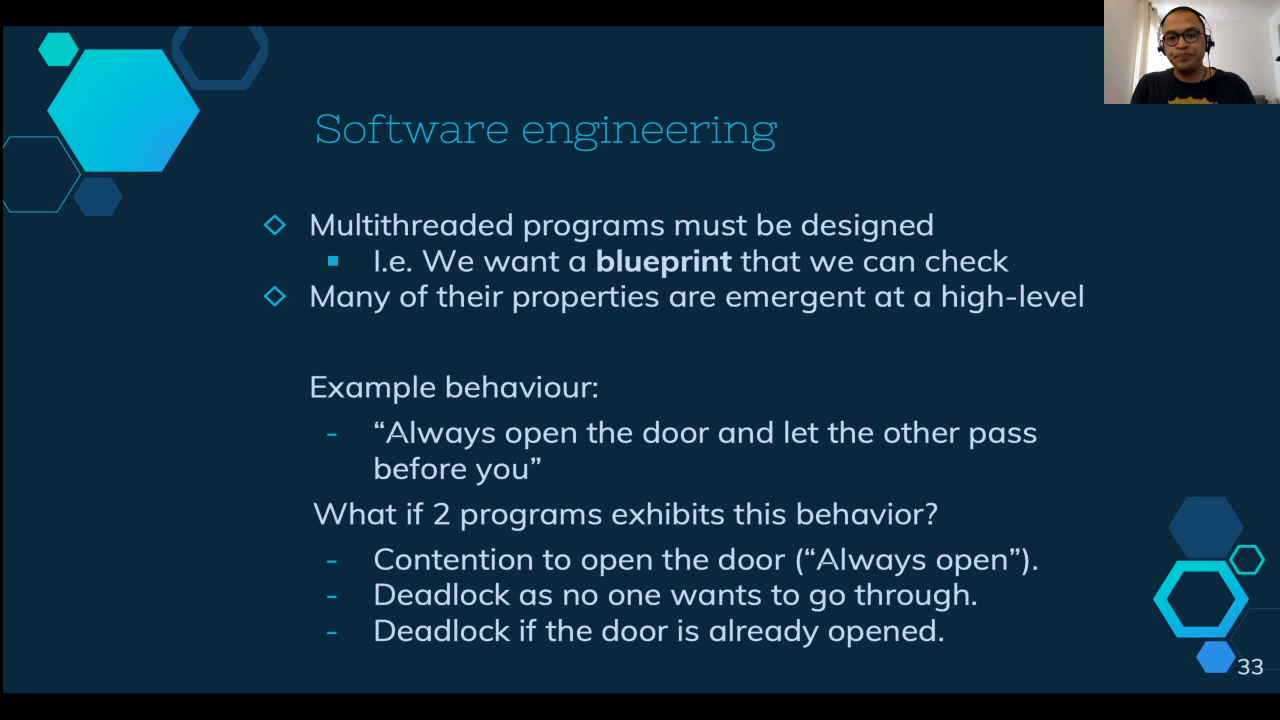 Software engineering
Multithreaded programs must be designed
I.e. We want a blueprint that we can check
Many of their properties are emergent at a high-level
Example behaviour:
- “Always open the door and let the other pass
before you”
What if 2 programs exhibits this behavior?
- Contention to open the door (“Always open”).
- Deadlock as no one wants to go through.
- Deadlock if the door is already opened.
33